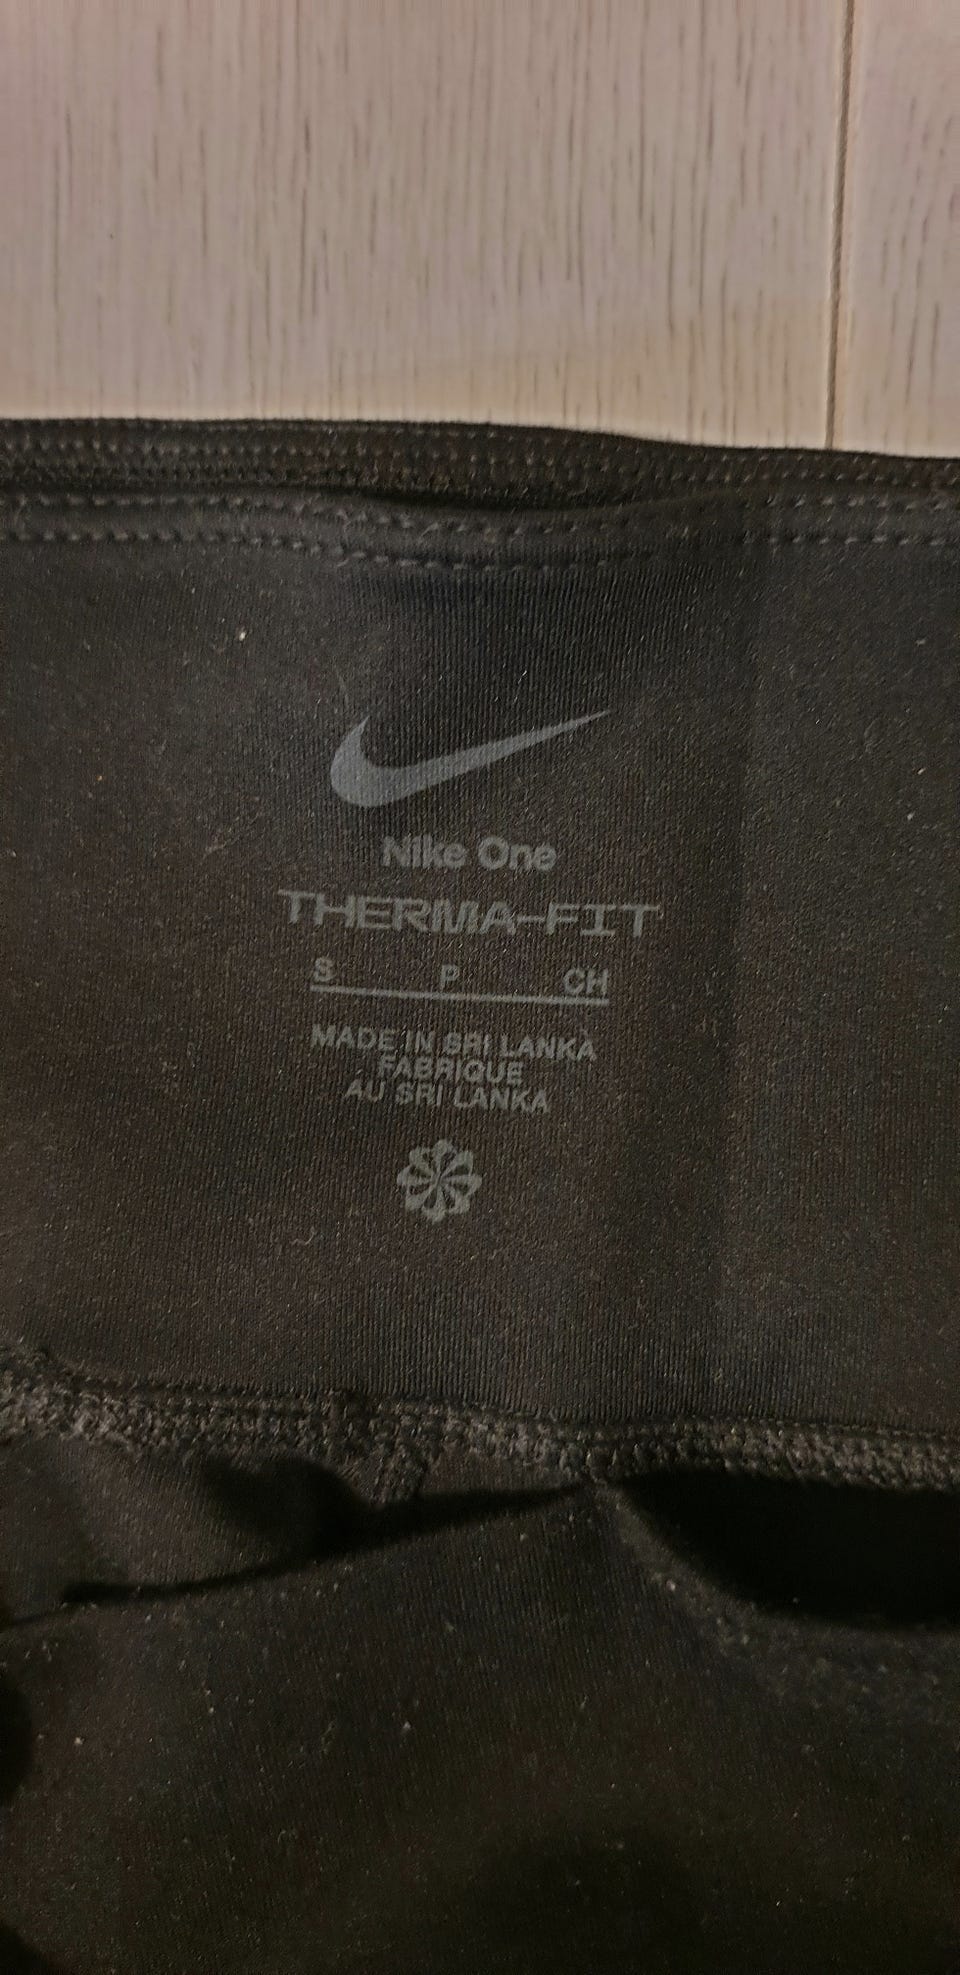 Nike One
THERMA-FIT
S P CH
MADE IN SRI LANKA
FABRIQUE
AU SRI LANKA